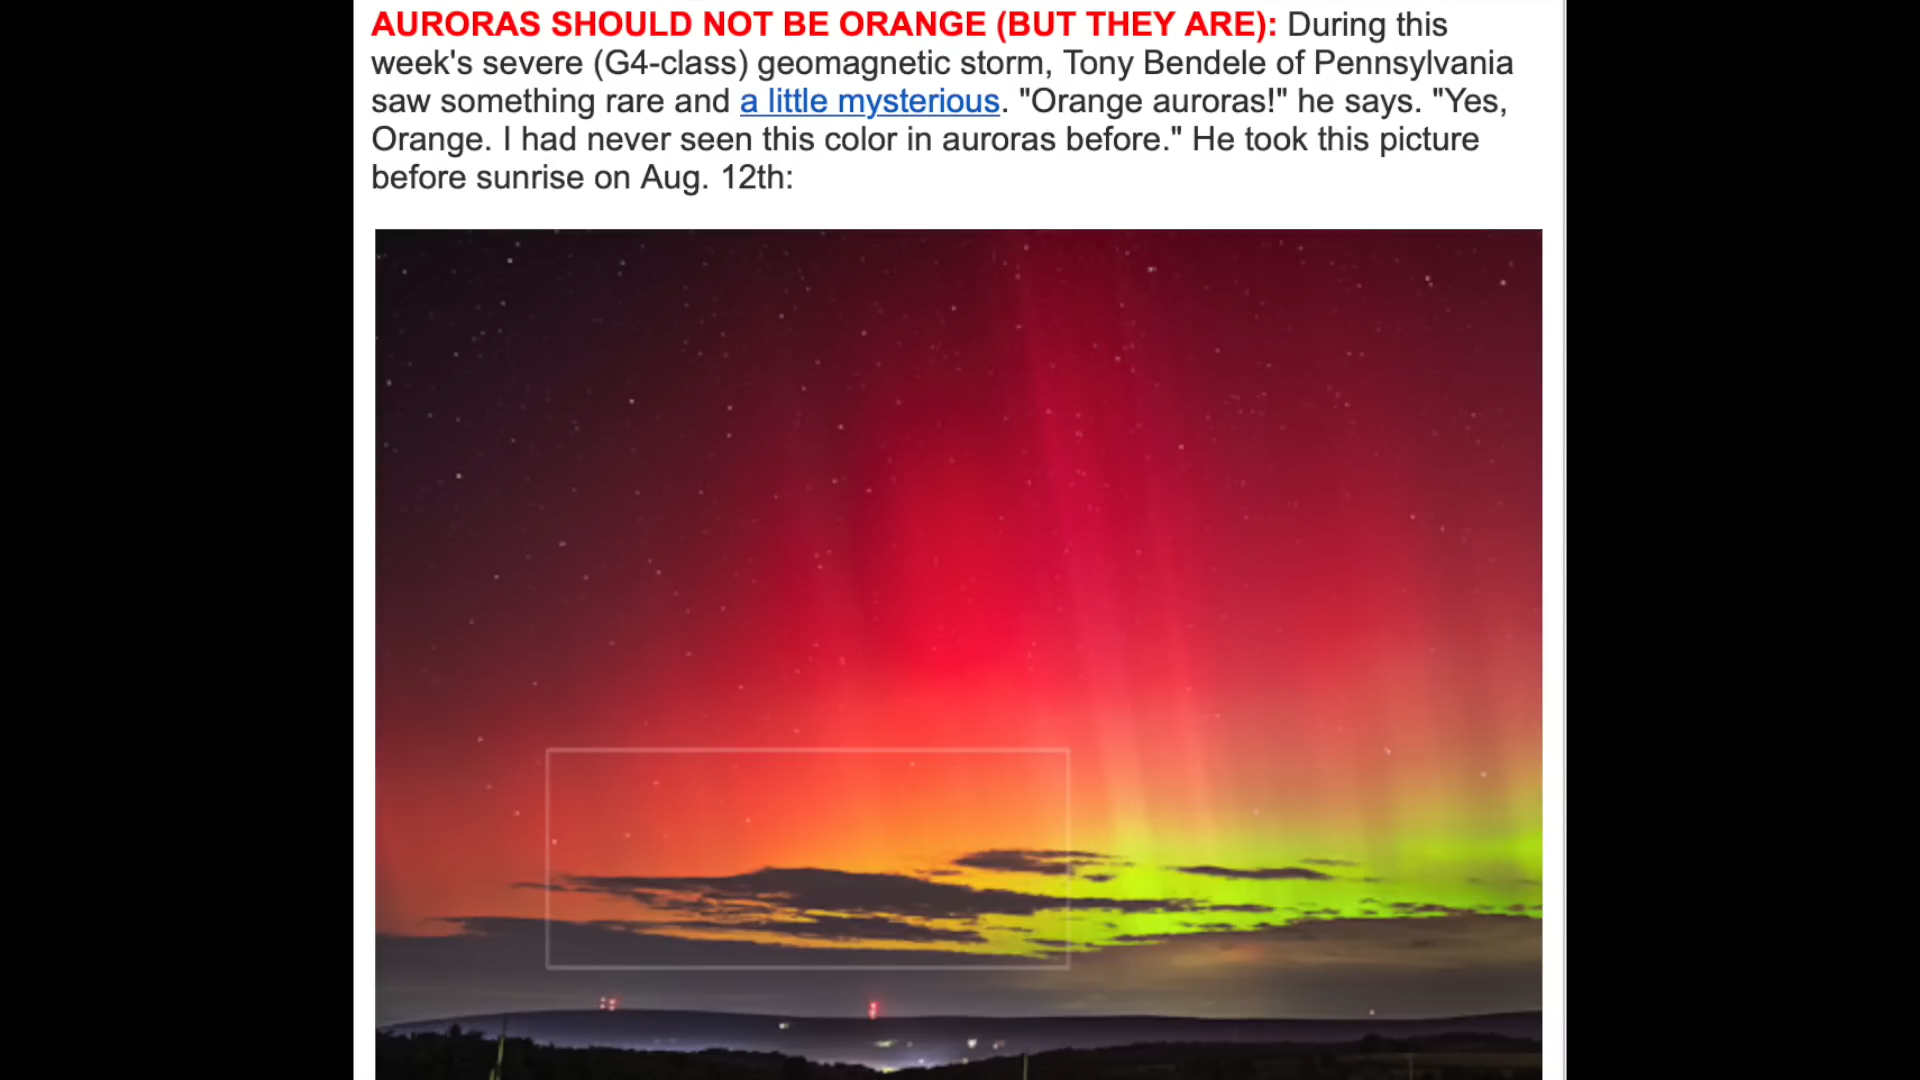 AURORAS SHOULD NOT BE ORANGE (BUT THEY ARE): During this
week's severe (G4-class) geomagnetic storm, Tony Bendele of Pennsylvania
saw something rare and a little mysterious. "Orange auroras!" he says. "Yes,
Orange. I had never seen this color in auroras before." He took this picture
before sunrise on Aug. 12th: